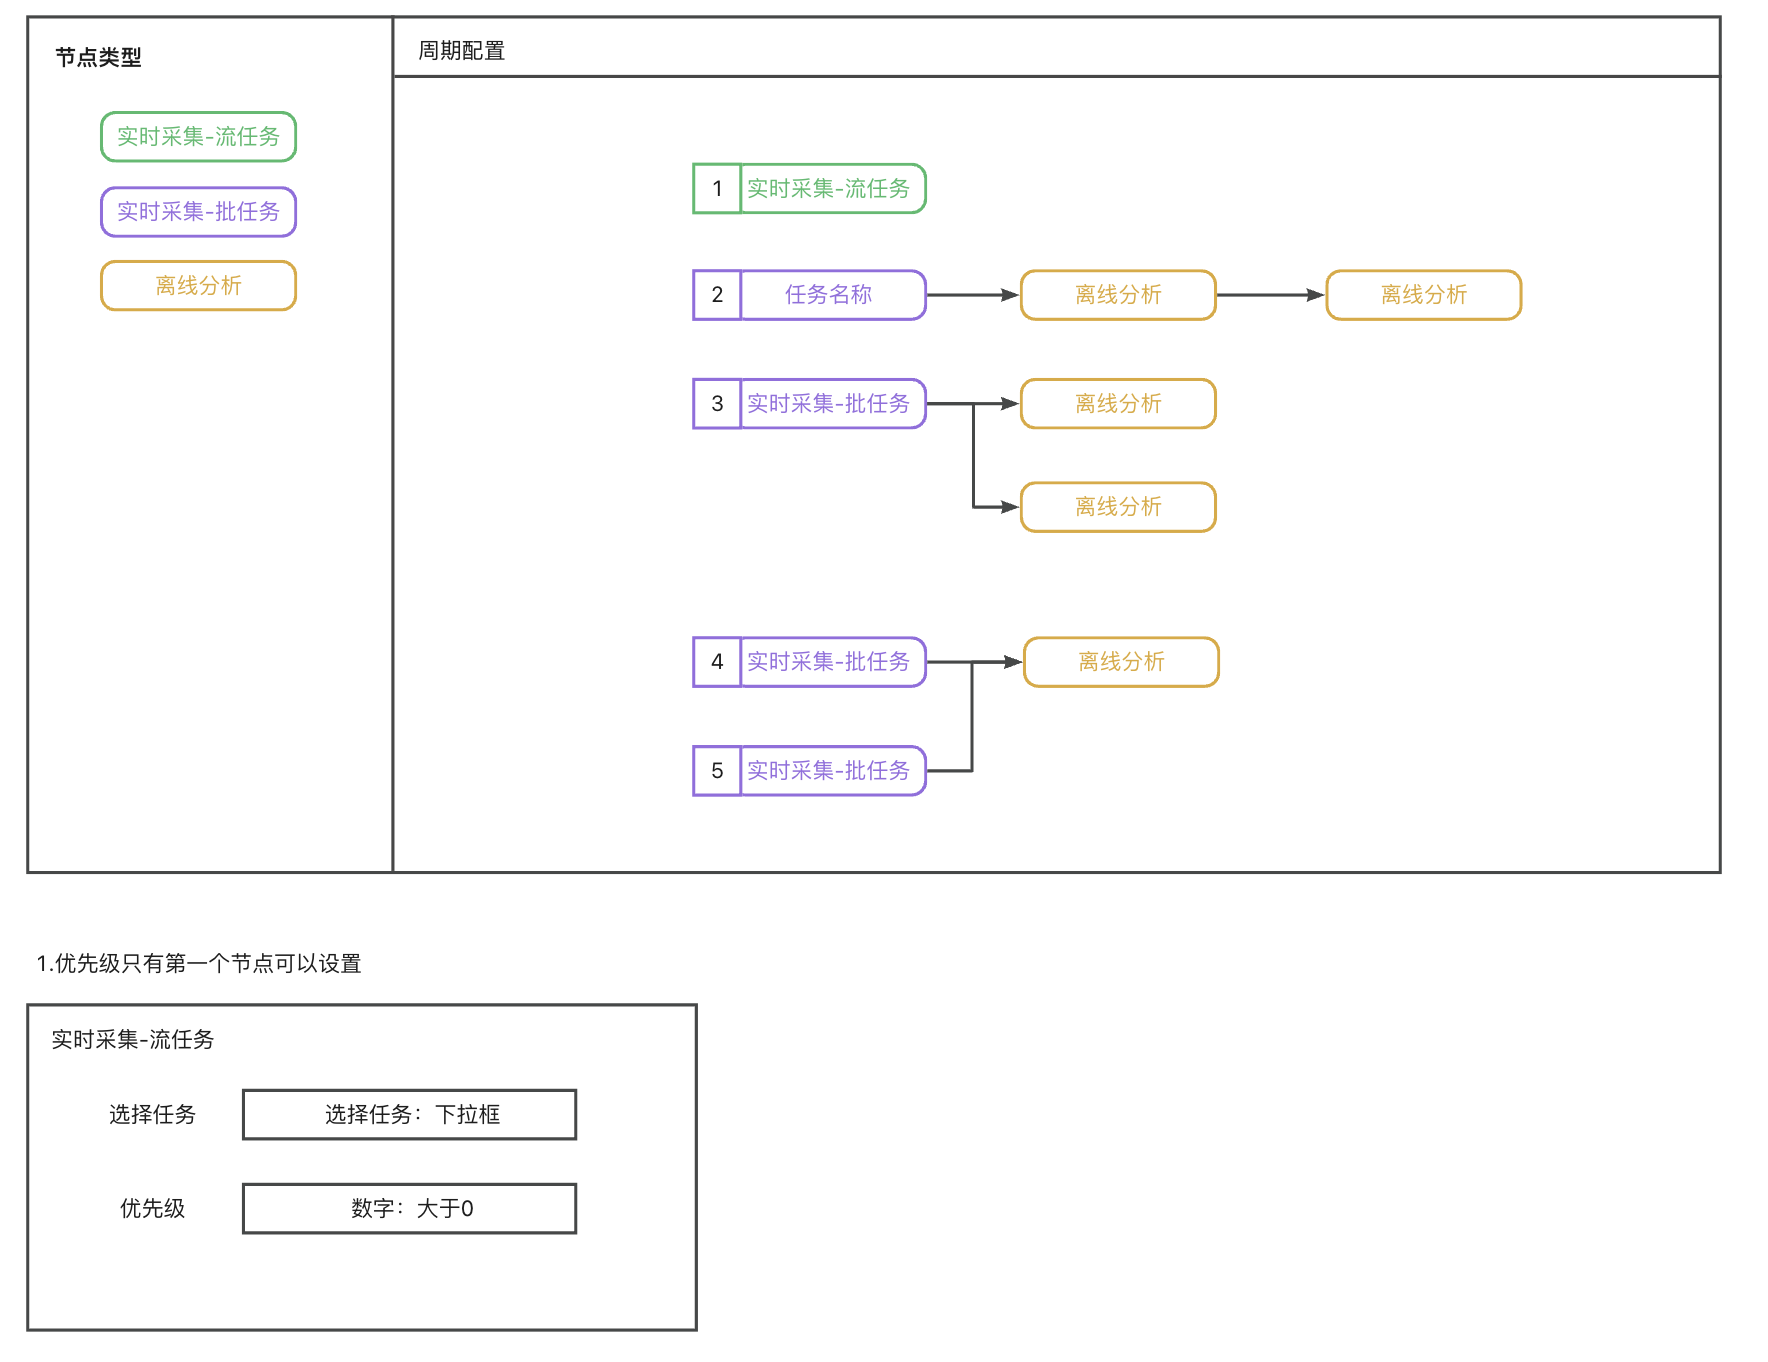 节点类型
实时采集-流任务
实时采集-批任务
离线分析
周期配置
1 实时采集-流任务
2 任务名称 离线分析 离线分析
3 实时采集-批任务 离线分析
离线分析
4 实时采集-批任务 离线分析
5 实时采集-批任务
1.优先级只有第一个节点可以设置
实时采集-流任务
选择任务 选择任务：下拉框
优先级 数字：大于0